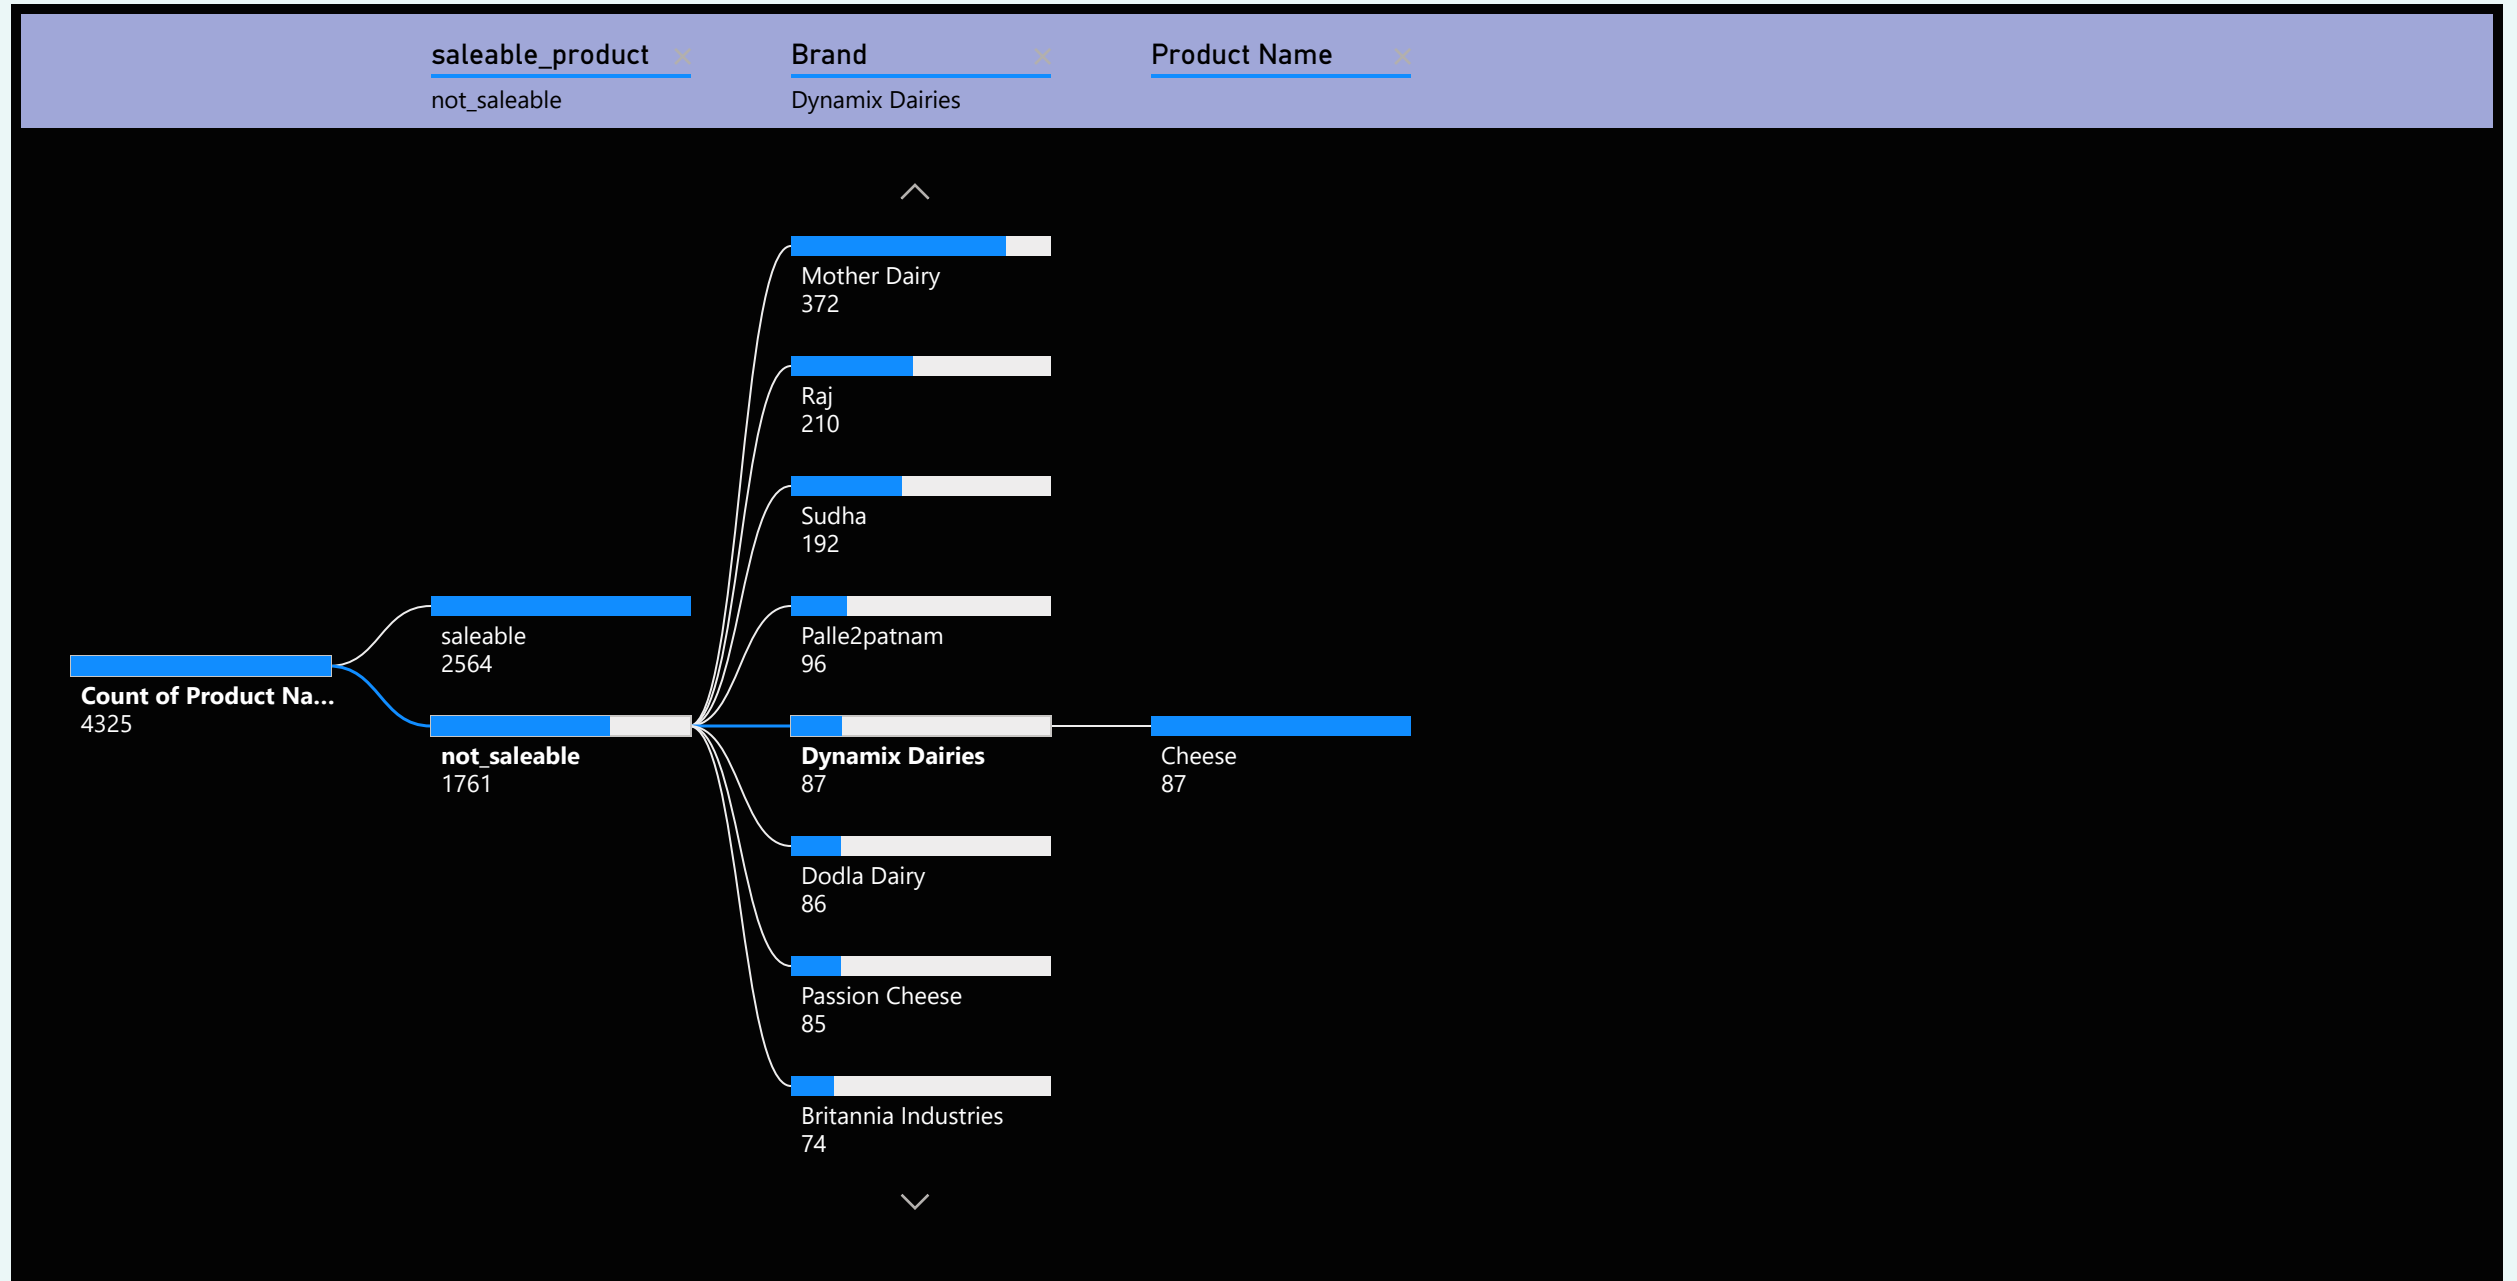 saleable_product
Brand
Product Name
not_saleable
Dynamix Dairies
Mother Dairy
372
Raj
210
Sudha
192
saleable
2564
Palle2patnam
96
Count of Product Na...
4325
not_saleable
1761
Dynamix Dairies
87
Cheese
87
Dodla Dairy
86
Passion Cheese
85
Britannia Industries
74